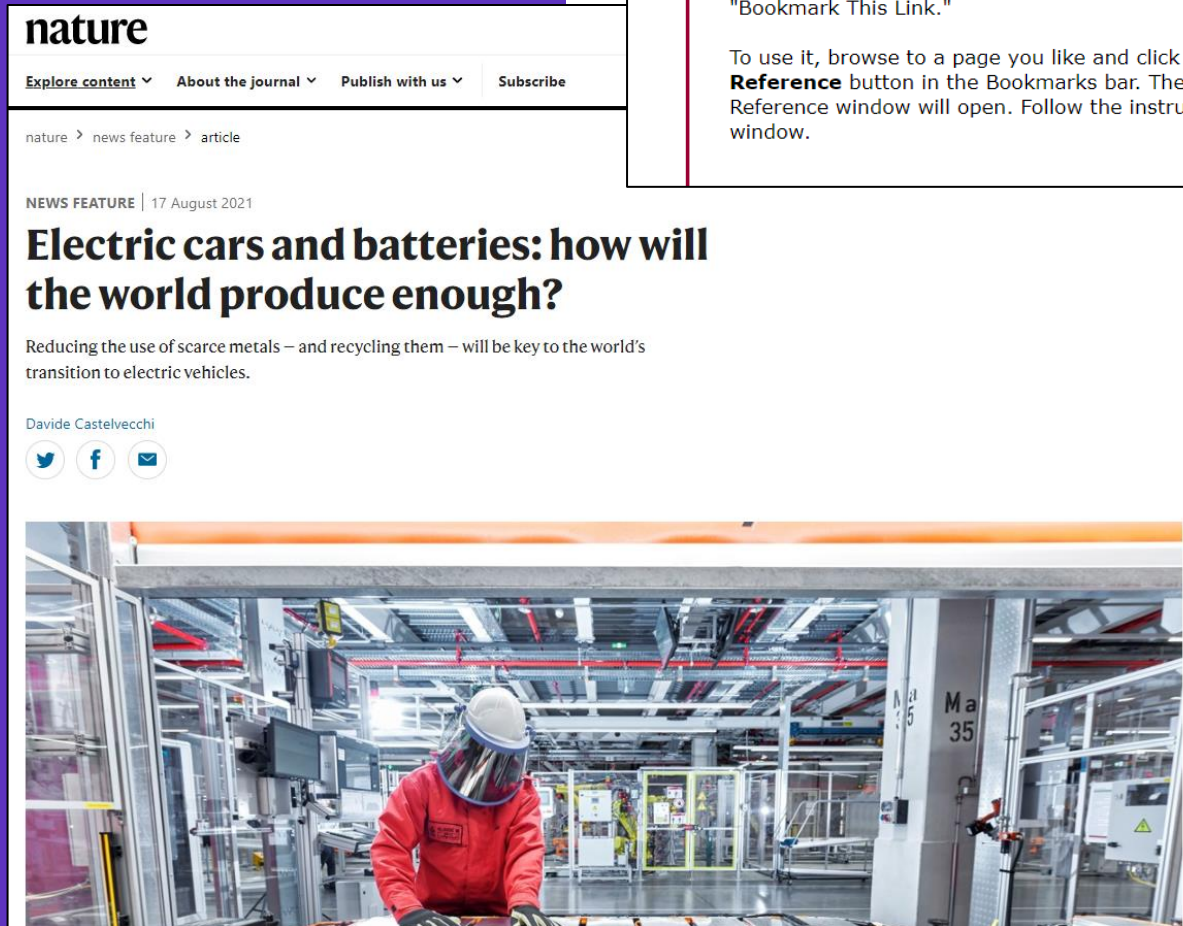 nature
Explore content
About the journal
Publish with us
Subscribe
nature > news feature > article
NEWS FEATURE | 17 August 2021
Electric cars and batteries: how will
the world produce enough?
Reducing the use of scarce metals — and recycling them — will be key to the world's
transition to electric vehicles.
Davide Castelvecchi
"Bookmark This Link."
To use it, browse to a page you like and click
Reference button in the Bookmarks bar. The
Reference window will open. Follow the instru
window.
Ma
35